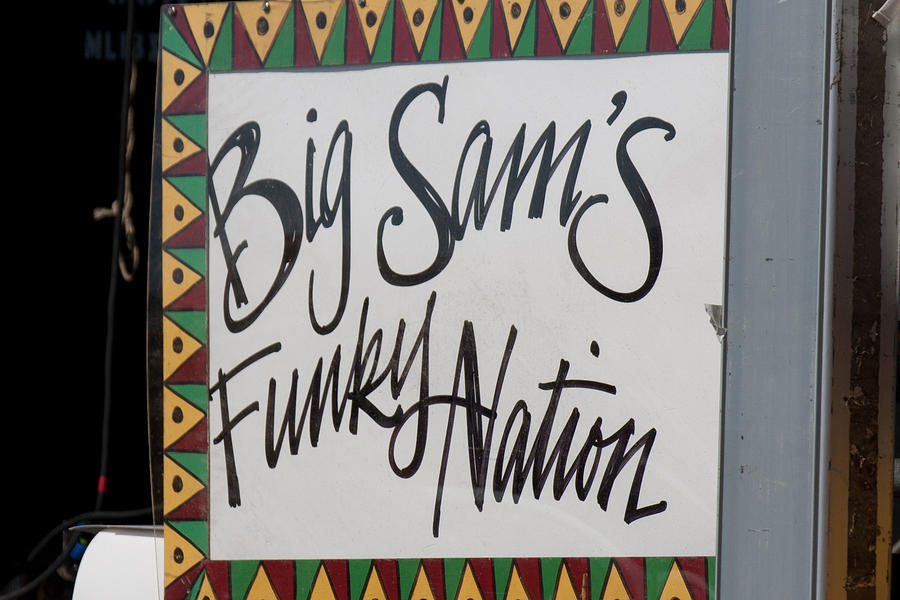 Big Sam's
Funky Nation